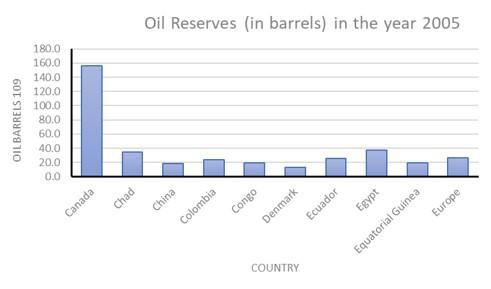 Oil Reserves (in barrels) in the year 2005
OILBARRELS 109
180.0
160.0
140.0
120.0
100.0
80.0
60.0
40.0
20.0
0.0
Canada
Chad
China
Colombia
Congo
Denmark
Ecuador
Egypt
Equatorial Guinea
Europe
COUNTRY